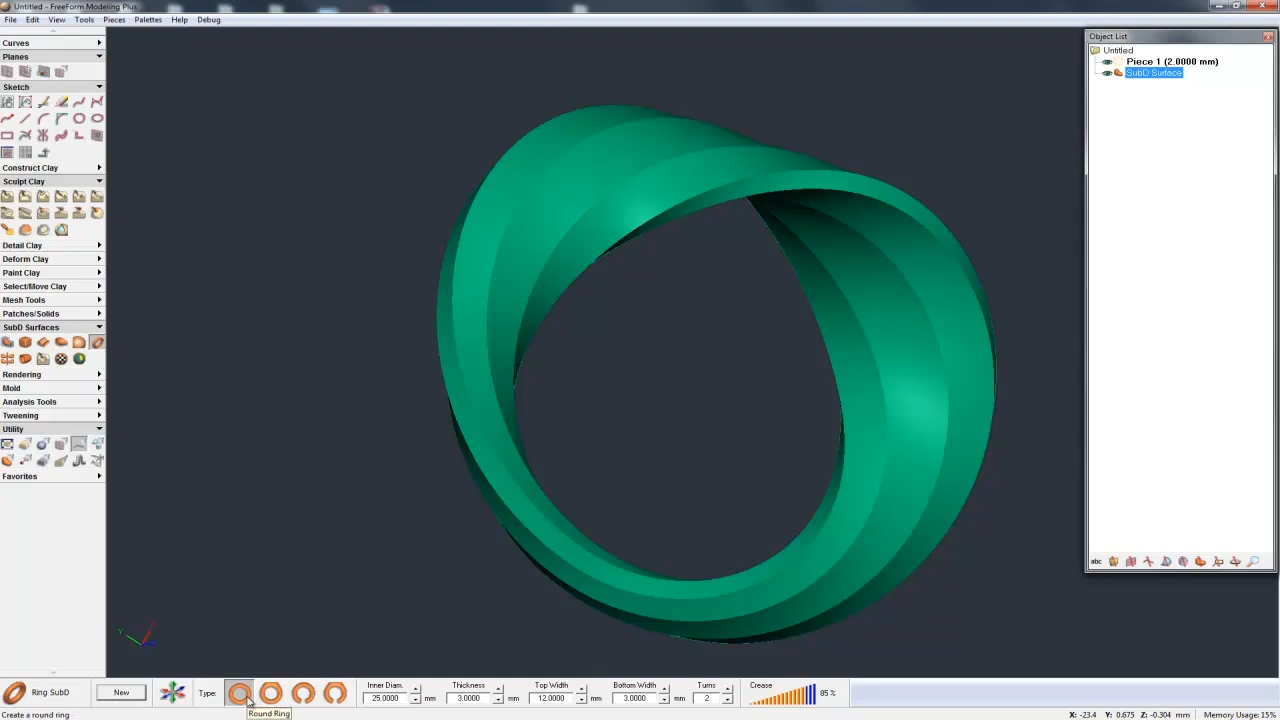 Untitled - FreeForm Modeling Plus
File Edit View Tools Pieces Palettes Help Debug
Curves
Planes
Sketch
Construct Clay
Sculpt Clay
Detail Clay
Deform Clay
Paint Clay
Select/Move Clay
Mesh Tools
Patches/Solids
SubD Surfaces
Rendering
Mold
Analysis Tools
Tweening
Utility
Favorites
Object List
Untitled
Piece 1 (2.0000 mm)
SubD Surface
abc
Y
Ring SubD
New
Type:
Inner Diam. Thickness Top Width Bottom Width Turns Crease
25.0000 mm 3.0000 mm 12.0000 mm 3.0000 mm 2 85 %
Round Ring
Create a round ring
X: -23.4 Y: 0.675 Z: -0.304 mm Memory Usage: 15%